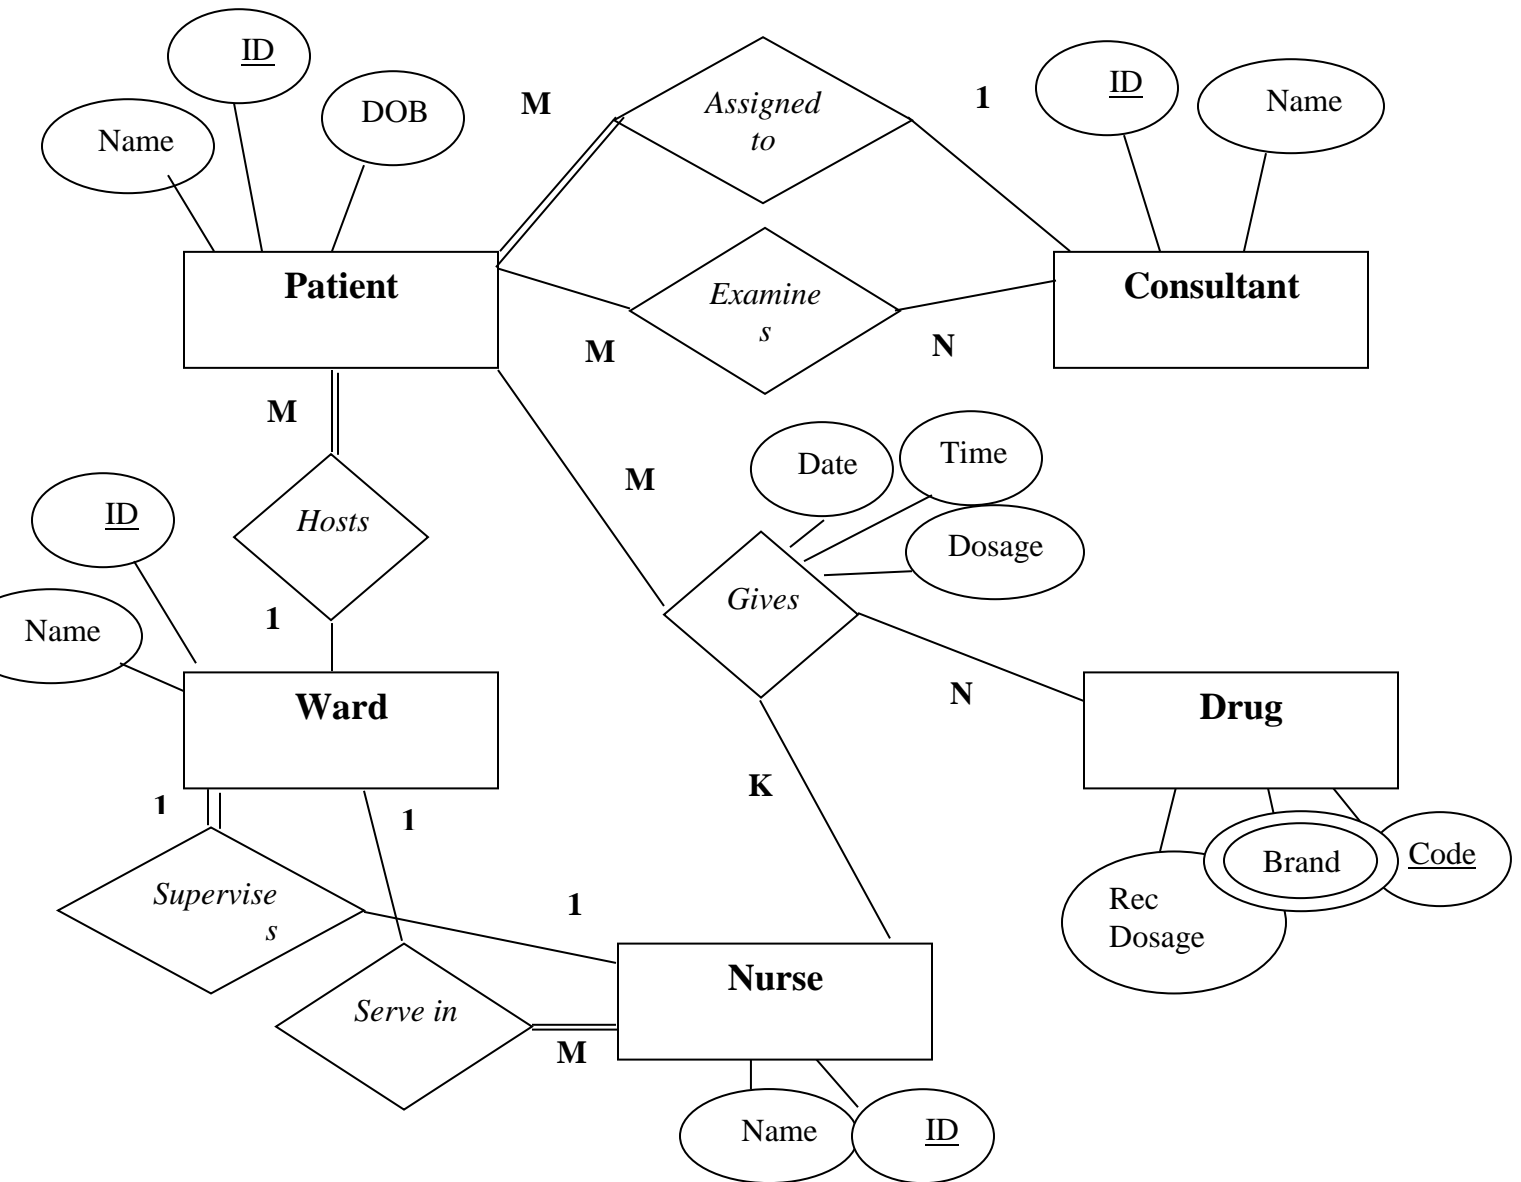 ID
DOB
Name
M
Assigned
to
1
ID
Name
Patient
Examine
s
M
N
Consultant
M
Hosts
1
M
Date
Time
Dosage
Gives
N
K
ID
Name
Ward
Drug
1
1
Supervise
s
1
Serve in
M
Nurse
Rec
Dosage
Brand
Code
Name
ID